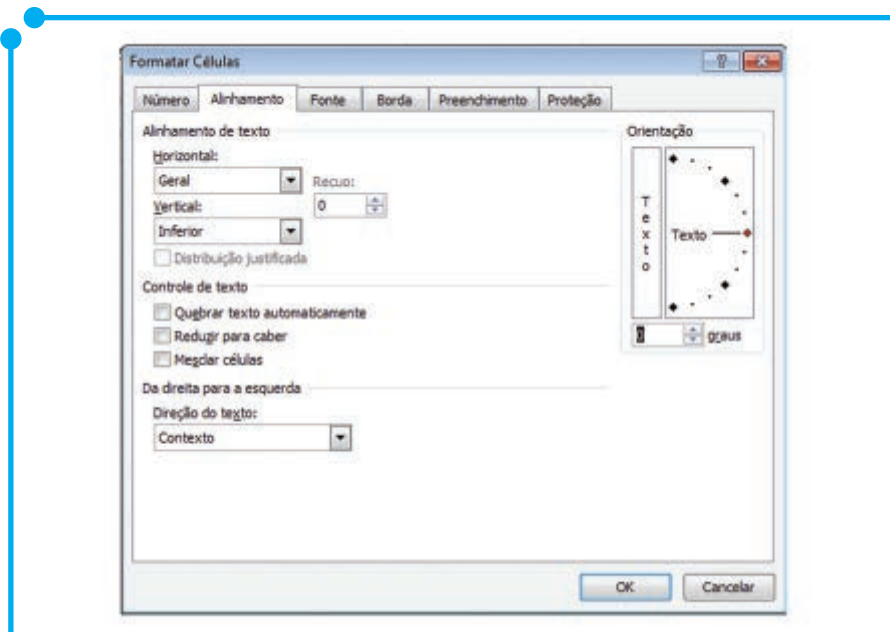 Formatar Células
Número Alinhamento Fonte Borda Preenchimento Proteção
Alinhamento de texto
Horizontal:
Geral
Recuo:
0
Vertical:
Inferior
Distribuição justificada
Controle de texto
Quebrar texto automaticamente
Reduzir para caber
Mesclar células
Da direita para a esquerda
Direção do texto:
Contexto
Orientação
Texto
Texto
0 graus
OK Cancelar